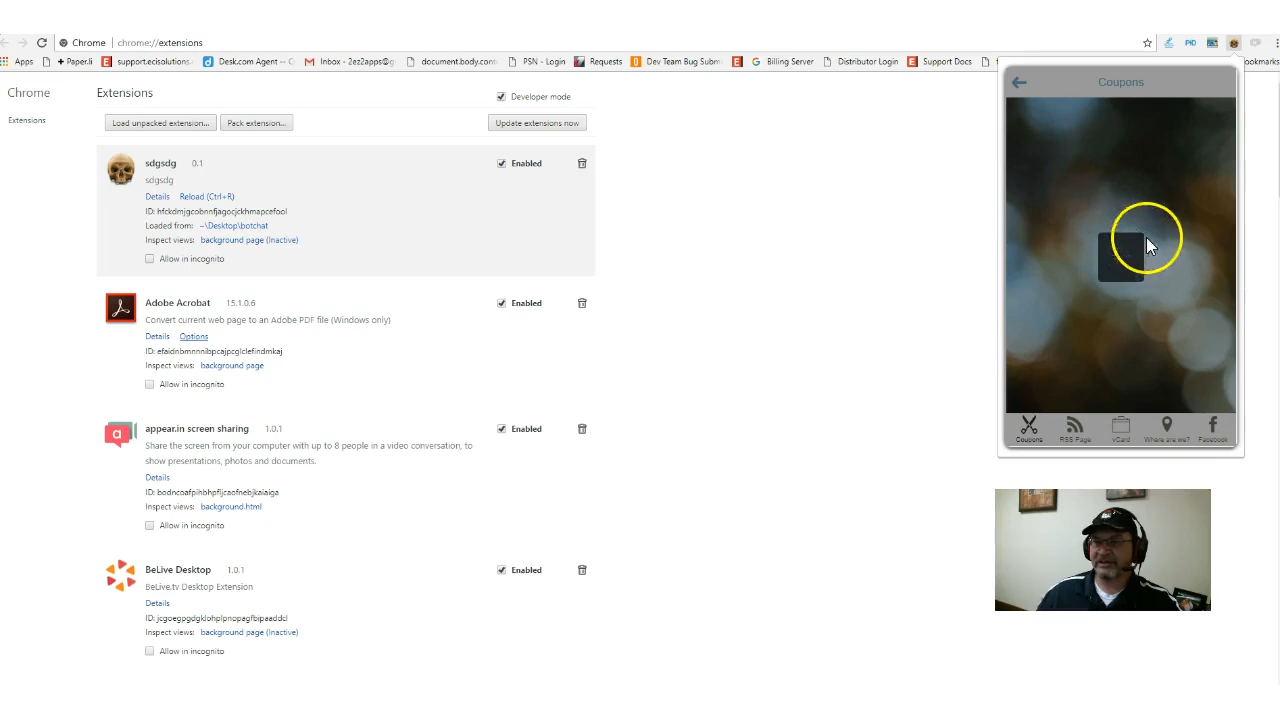 Chrome chrome://extensions
Apps Paper.li support.ecisolutions Desk.com Agent -- C Inbox - 2ez2apps@g document.body.cont PSN - Login Requests Dev Team Bug Subm Billing Server Distributor Login Support Docs ookmarks
Chrome
Extensions
Extensions
Developer mode
Load unpacked extension...
Pack extension...
Update extensions now
sdgsdg 0.1
Enabled
sdgsdg
Details Reload (Ctrl+R)
ID: hfckdmjgcobnnfjagocjckhmapcefool
Loaded from: ~\Desktop\botchat
Inspect views: background page (Inactive)
Allow in incognito
Adobe Acrobat 15.1.0.6
Enabled
Convert current web page to an Adobe PDF file (Windows only)
Details Options
ID: efaidnbmnnnibpcajpcglclefindmkaj
Inspect views: background page
Allow in incognito
appear.in screen sharing 1.0.1
Enabled
Share the screen from your computer with up to 8 people in a video conversation, to
show presentations, photos and documents.
Details
ID: bodncoafpihbhpfljcaofnebjkaiaiga
Inspect views: background.html
Allow in incognito
BeLive Desktop 1.0.1
Enabled
BeLive.tv Desktop Extension
Details
ID: jcgoegpgdgklohplpnopagfbipaaddcl
Inspect views: background page (Inactive)
Allow in incognito
Coupons
Coupons RSS Page vCard Where are we? Facebook